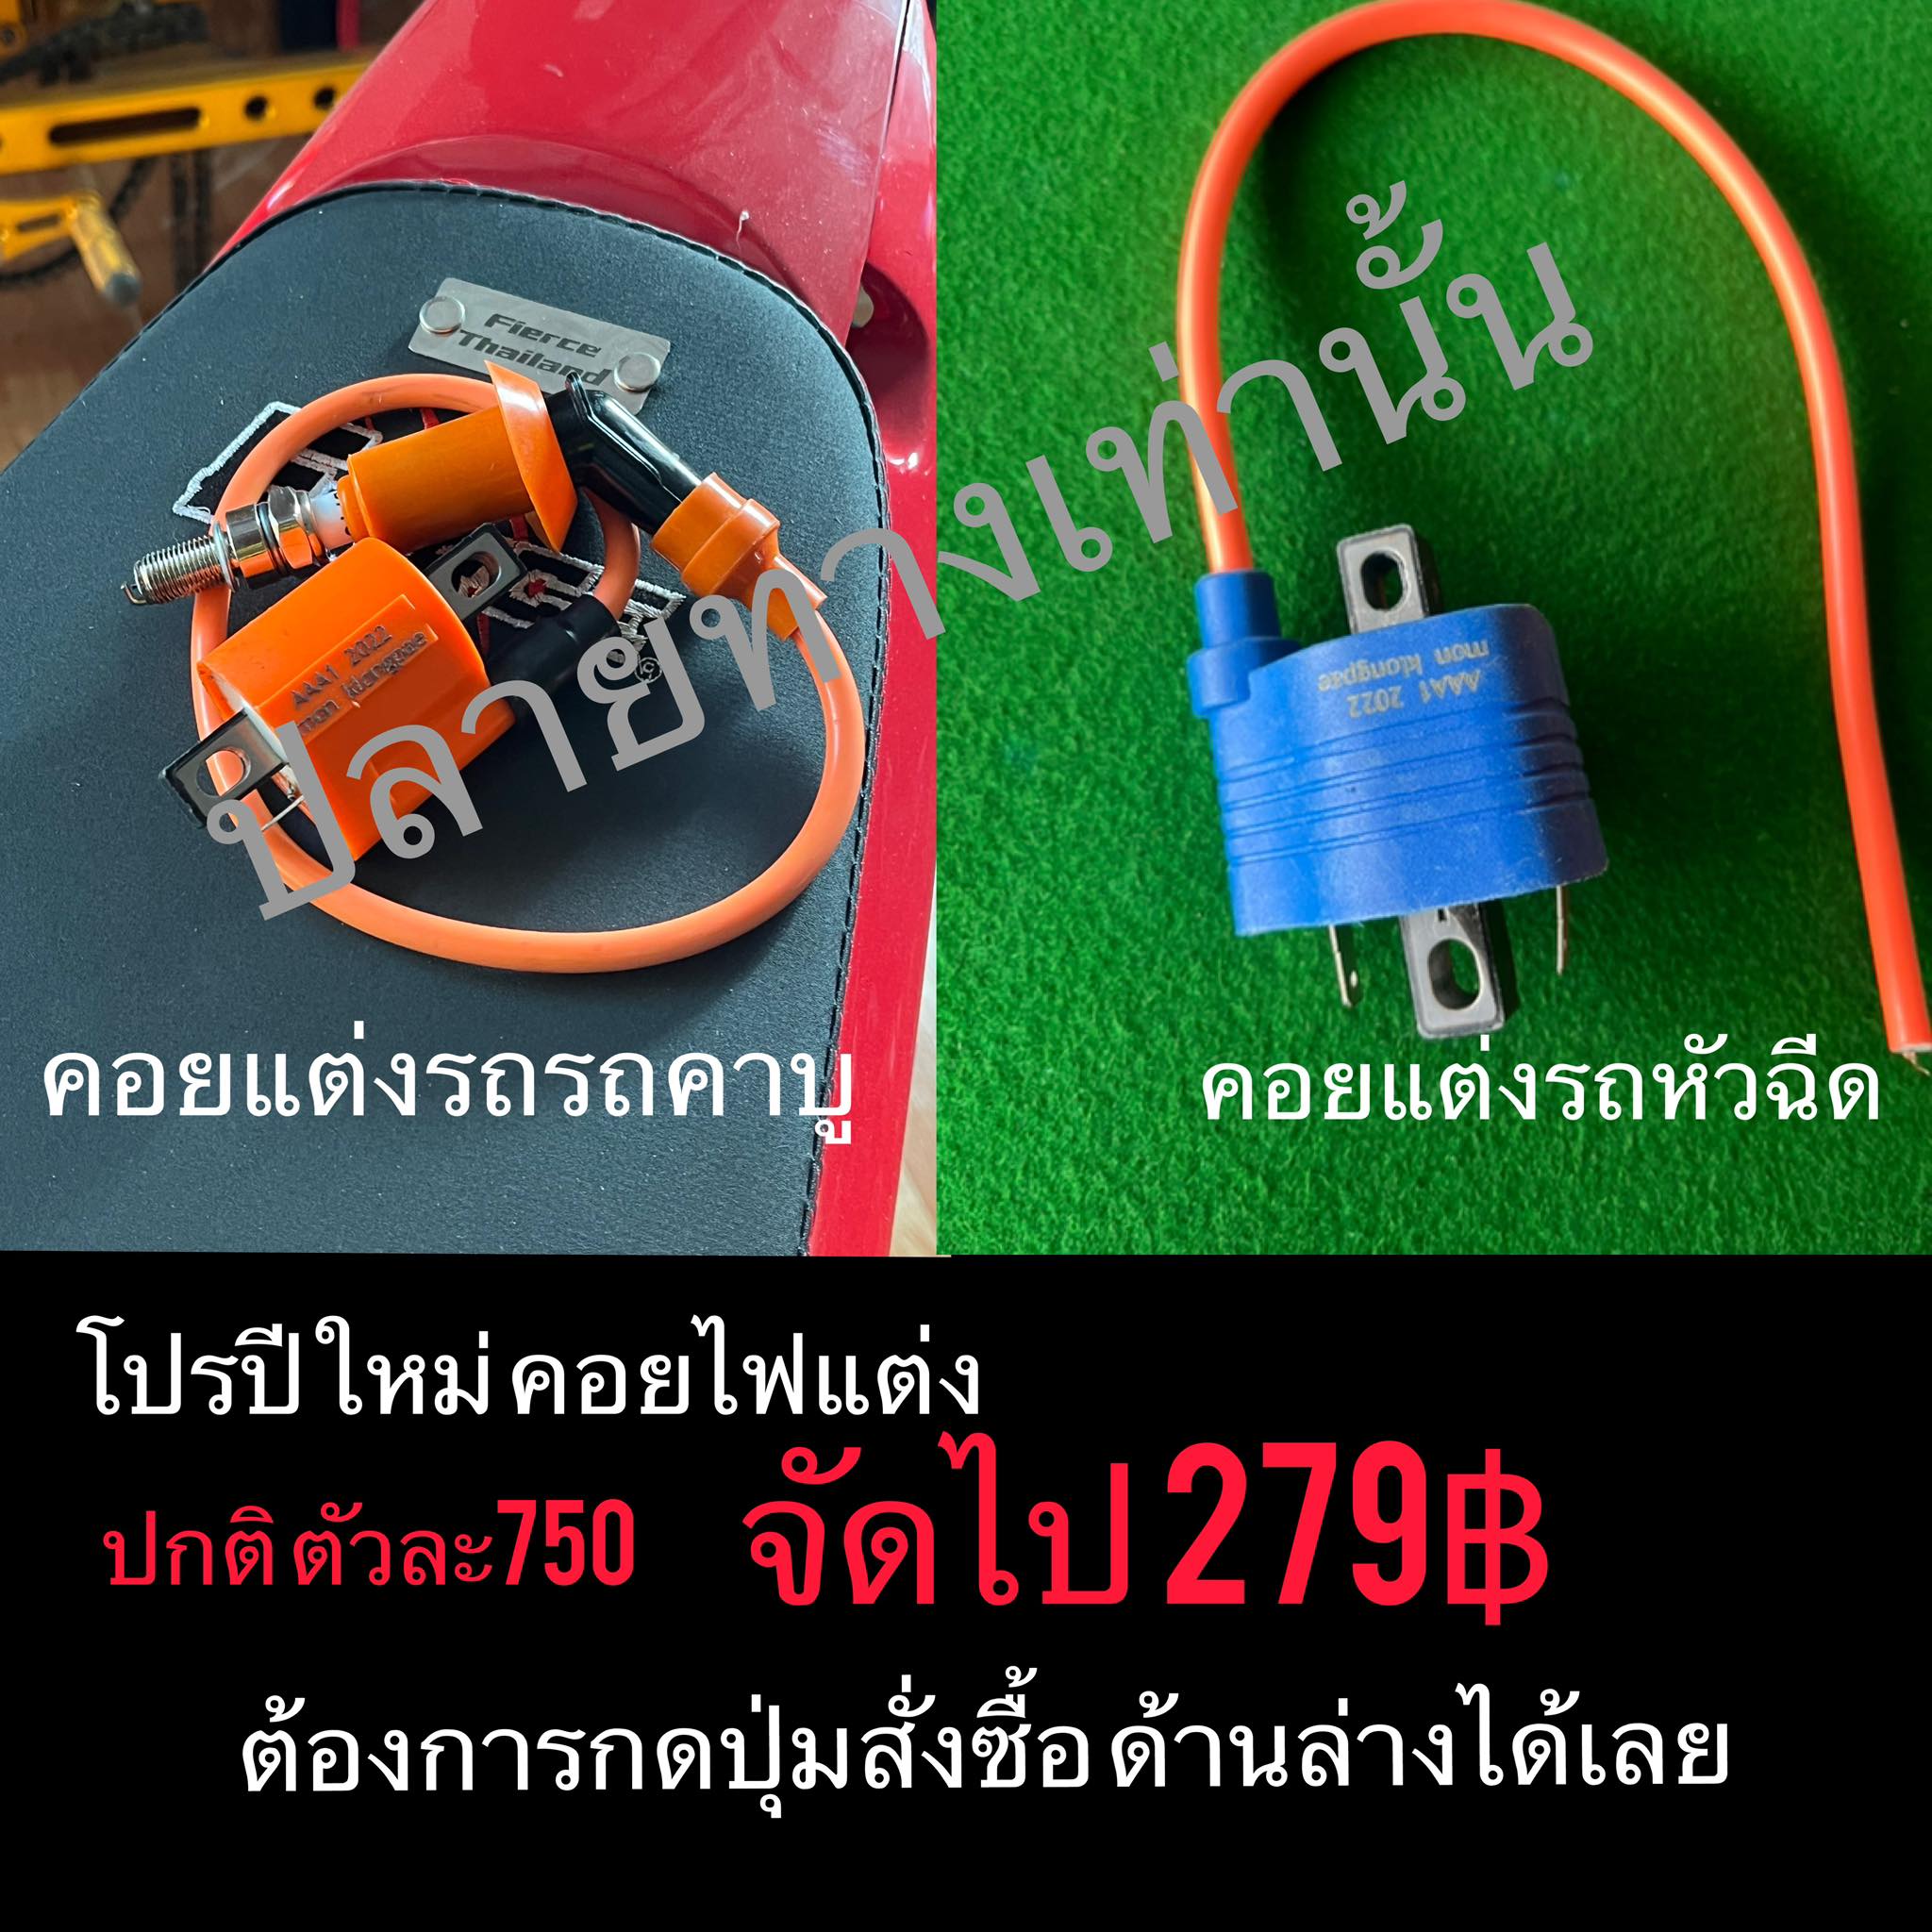 Fierce
Thailand
AAA1 2022
mon klongpae
AAA1 2022
mon klongpae
ปลายทางเท่านั้น
คอยแต่งรถรถคาบู
คอยแต่งรถหัวฉีด
โปรปีใหม่ คอยไฟแต่ง
ปกติ ตัวละ750
จัดไป 279฿
ต้องการกดปุ่มสั่งซื้อ ด้านล่างได้เลย